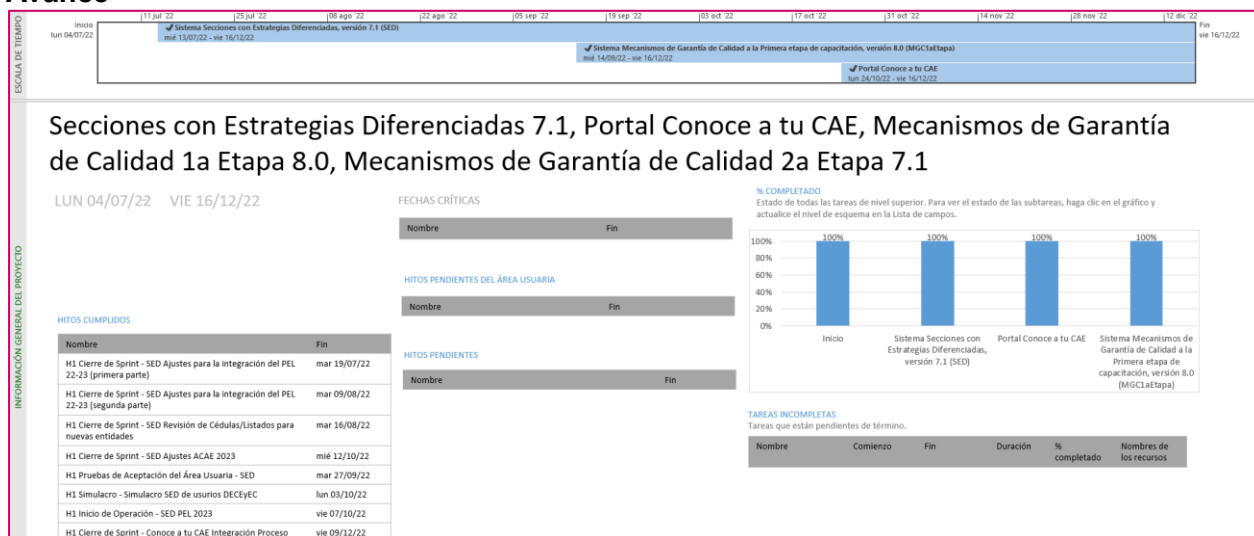 Avance
ESCALA DE TIEMPO
Inicio
lun 04/07/22
11 jul '22 25 jul '22 08 ago '22 22 ago '22 05 sep '22 19 sep '22 03 oct '22 17 oct '22 31 oct '22 14 nov '22 28 nov '22 12 dic '22
Sistema Secciones con Estrategias Diferenciadas, versión 7.1 (SED)
mié 13/07/22 - vie 16/12/22
Sistema Mecanismos de Garantía de Calidad a la Primera etapa de capacitación, versión 8.0 (MGC1aEtapa)
mié 14/09/22 - vie 16/12/22
Portal Conoce a tu CAE
lun 24/10/22 - vie 16/12/22
Fin
vie 16/12/22
INFORMACIÓN GENERAL DEL PROYECTO
Secciones con Estrategias Diferenciadas 7.1, Portal Conoce a tu CAE, Mecanismos de Garantía
de Calidad 1a Etapa 8.0, Mecanismos de Garantía de Calidad 2a Etapa 7.1
LUN 04/07/22 VIE 16/12/22
HITOS CUMPLIDOS
Nombre Fin
H1 Cierre de Sprint - SED Ajustes para la integración del PEL mar 19/07/22
22-23 (primera parte)
H1 Cierre de Sprint - SED Ajustes para la integración del PEL mar 09/08/22
22-23 (segunda parte)
H1 Cierre de Sprint - SED Revisión de Cédulas/Listados para mar 16/08/22
nuevas entidades
H1 Cierre de Sprint - SED Ajustes ACAE 2023 mié 12/10/22
H1 Pruebas de Aceptación del Área Usuaria - SED mar 27/09/22
H1 Simulacro - Simulacro SED de usurios DECEyEC lun 03/10/22
H1 Inicio de Operación - SED PEL 2023 vie 07/10/22
H1 Cierre de Sprint - Conoce a tu CAE Integración Proceso vie 09/12/22
FECHAS CRÍTICAS
Nombre Fin
HITOS PENDIENTES DEL ÁREA USUARIA
Nombre Fin
HITOS PENDIENTES
Nombre Fin
% COMPLETADO
Estado de todas las tareas de nivel superior. Para ver el estado de las subtareas, haga clic en el gráfico y
actualice el nivel de esquema en la Lista de campos.
100% 100% 100% 100%
100%
80%
60%
40%
20%
0%
Inicio
Sistema Secciones con
Estrategias Diferenciadas,
versión 7.1 (SED)
Portal Conoce a tu CAE
Sistema Mecanismos de
Garantía de Calidad a la
Primera etapa de
capacitación, versión 8.0
(MGC1aEtapa)
TAREAS INCOMPLETAS
Tareas que están pendientes de término.
Nombre Comienzo Fin Duración % Nombres de
completado los recursos